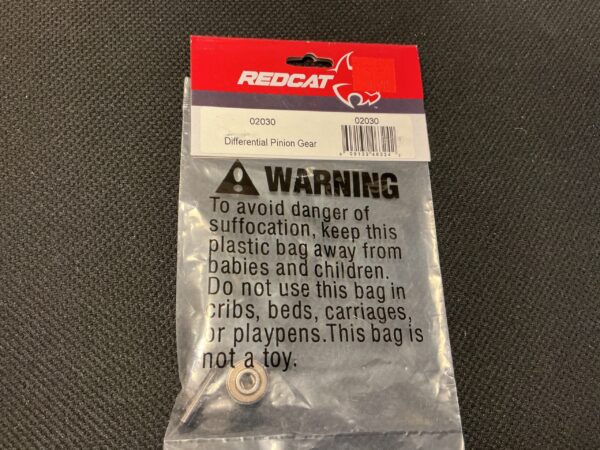 REDCAT
02030
02030
Differential Pinion Gear
WARNING
To avoid danger of
suffocation, keep this
plastic bag away from
babies and children.
Do not use this bag in
cribs, beds, carriages,
or playpens.This bag is
not a toy.